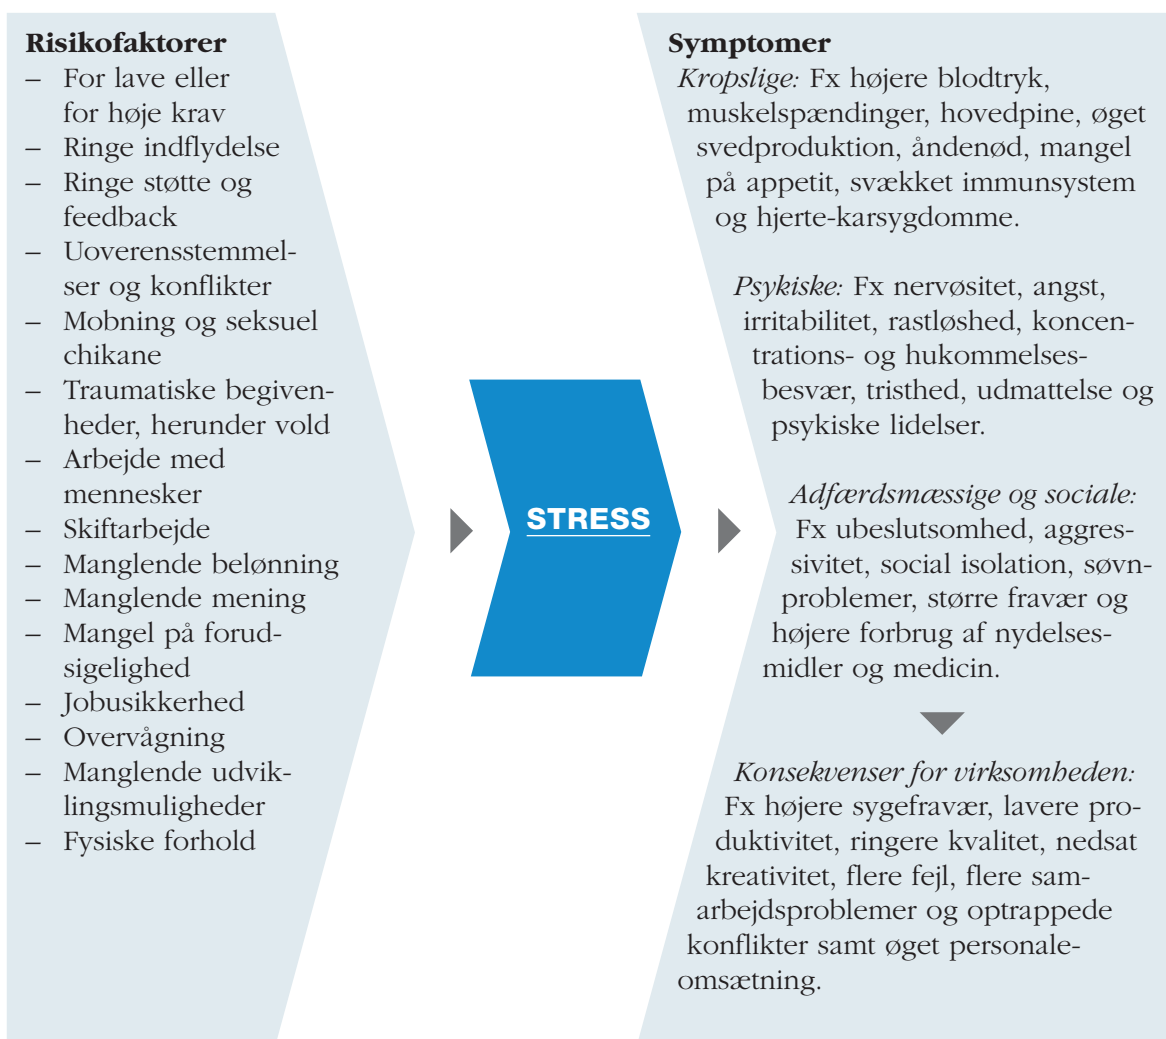 Risikofaktorer
– For lave eller
for høje krav
– Ringe indflydelse
– Ringe støtte og
feedback
– Uoverensstemmel-
ser og konflikter
– Mobning og seksuel
chikane
– Traumatiske begiven-
heder, herunder vold
– Arbejde med
mennesker
– Skiftarbejde
– Manglende belønning
– Manglende mening
– Mangel på forud-
sigelighed
– Jobusikkerhed
– Overvågning
– Manglende udvik-
lingsmuligheder
– Fysiske forhold
STRESS
Symptomer
Kropslige: Fx højere blodtryk,
muskelspændinger, hovedpine, øget
svedproduktion, åndenød, mangel
på appetit, svækket immunsystem
og hjerte-karsygdomme.
Psykiske: Fx nervøsitet, angst,
irritabilitet, rastløshed, koncen-
trations- og hukommelses-
besvær, tristhed, udmattelse og
psykiske lidelser.
Adfærdsmæssige og sociale:
Fx ubeslutsomhed, aggres-
sivitet, social isolation, søvn-
problemer, større fravær og
højere forbrug af nydelses-
midler og medicin.
Konsekvenser for virksomheden:
Fx højere sygefravær, lavere pro-
duktivitet, ringere kvalitet, nedsat
kreativitet, flere fejl, flere sam-
arbejdsproblemer og optrappede
konflikter samt øget personale-
omsætning.